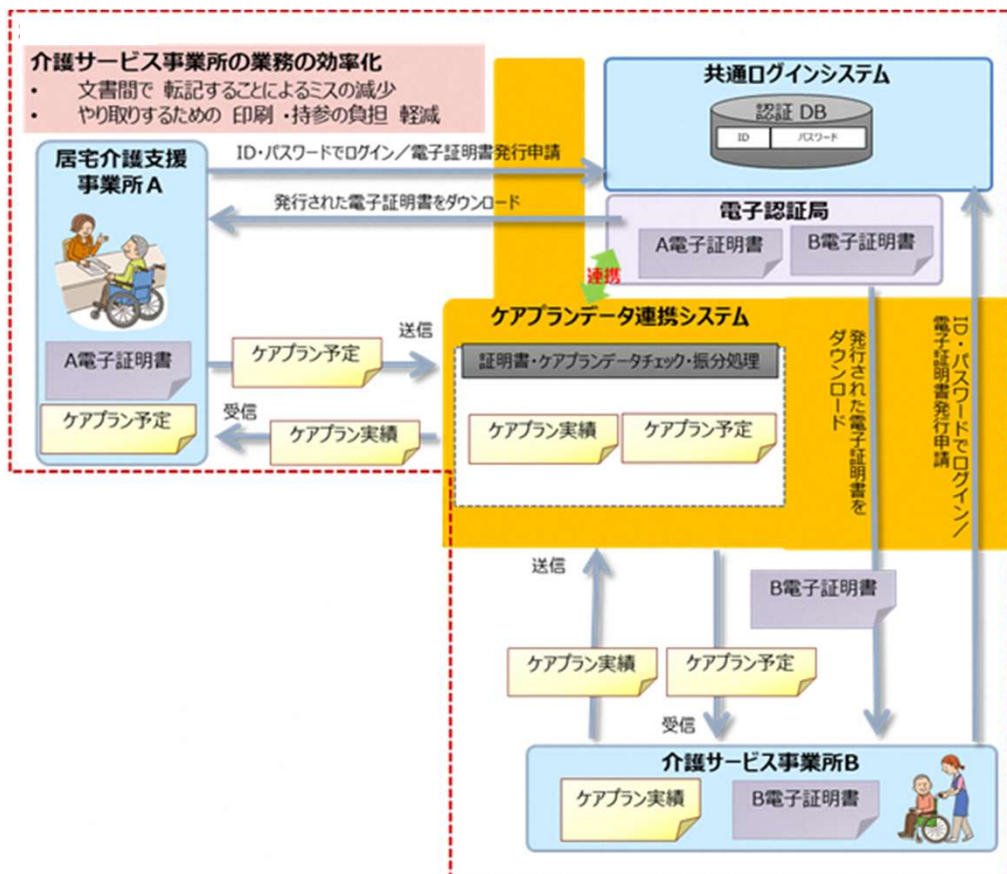 介護サービス事業所の業務の効率化
• 文書間で 転記することによるミスの減少
• やり取りするための 印刷 ・持参の負担 軽減
共通ログインシステム
認証 DB
ID
パスワード
居宅介護支援
事業所A
ID・パスワードでログイン／電子証明書発行申請
発行された電子証明書をダウンロード
電子認証局
A電子証明書
B電子証明書
連携
ケアプランデータ連携システム
証明書・ケアプランデータチェック・振分処理
ケアプラン実績
ケアプラン予定
A電子証明書
ケアプラン予定
送信
ケアプラン予定
受信
ケアプラン実績
発行された電子証明書を
ダウンロード
ID・パスワードでログイン／
電子証明書発行申請
送信
B電子証明書
ケアプラン実績
ケアプラン予定
受信
介護サービス事業所B
ケアプラン実績
B電子証明書